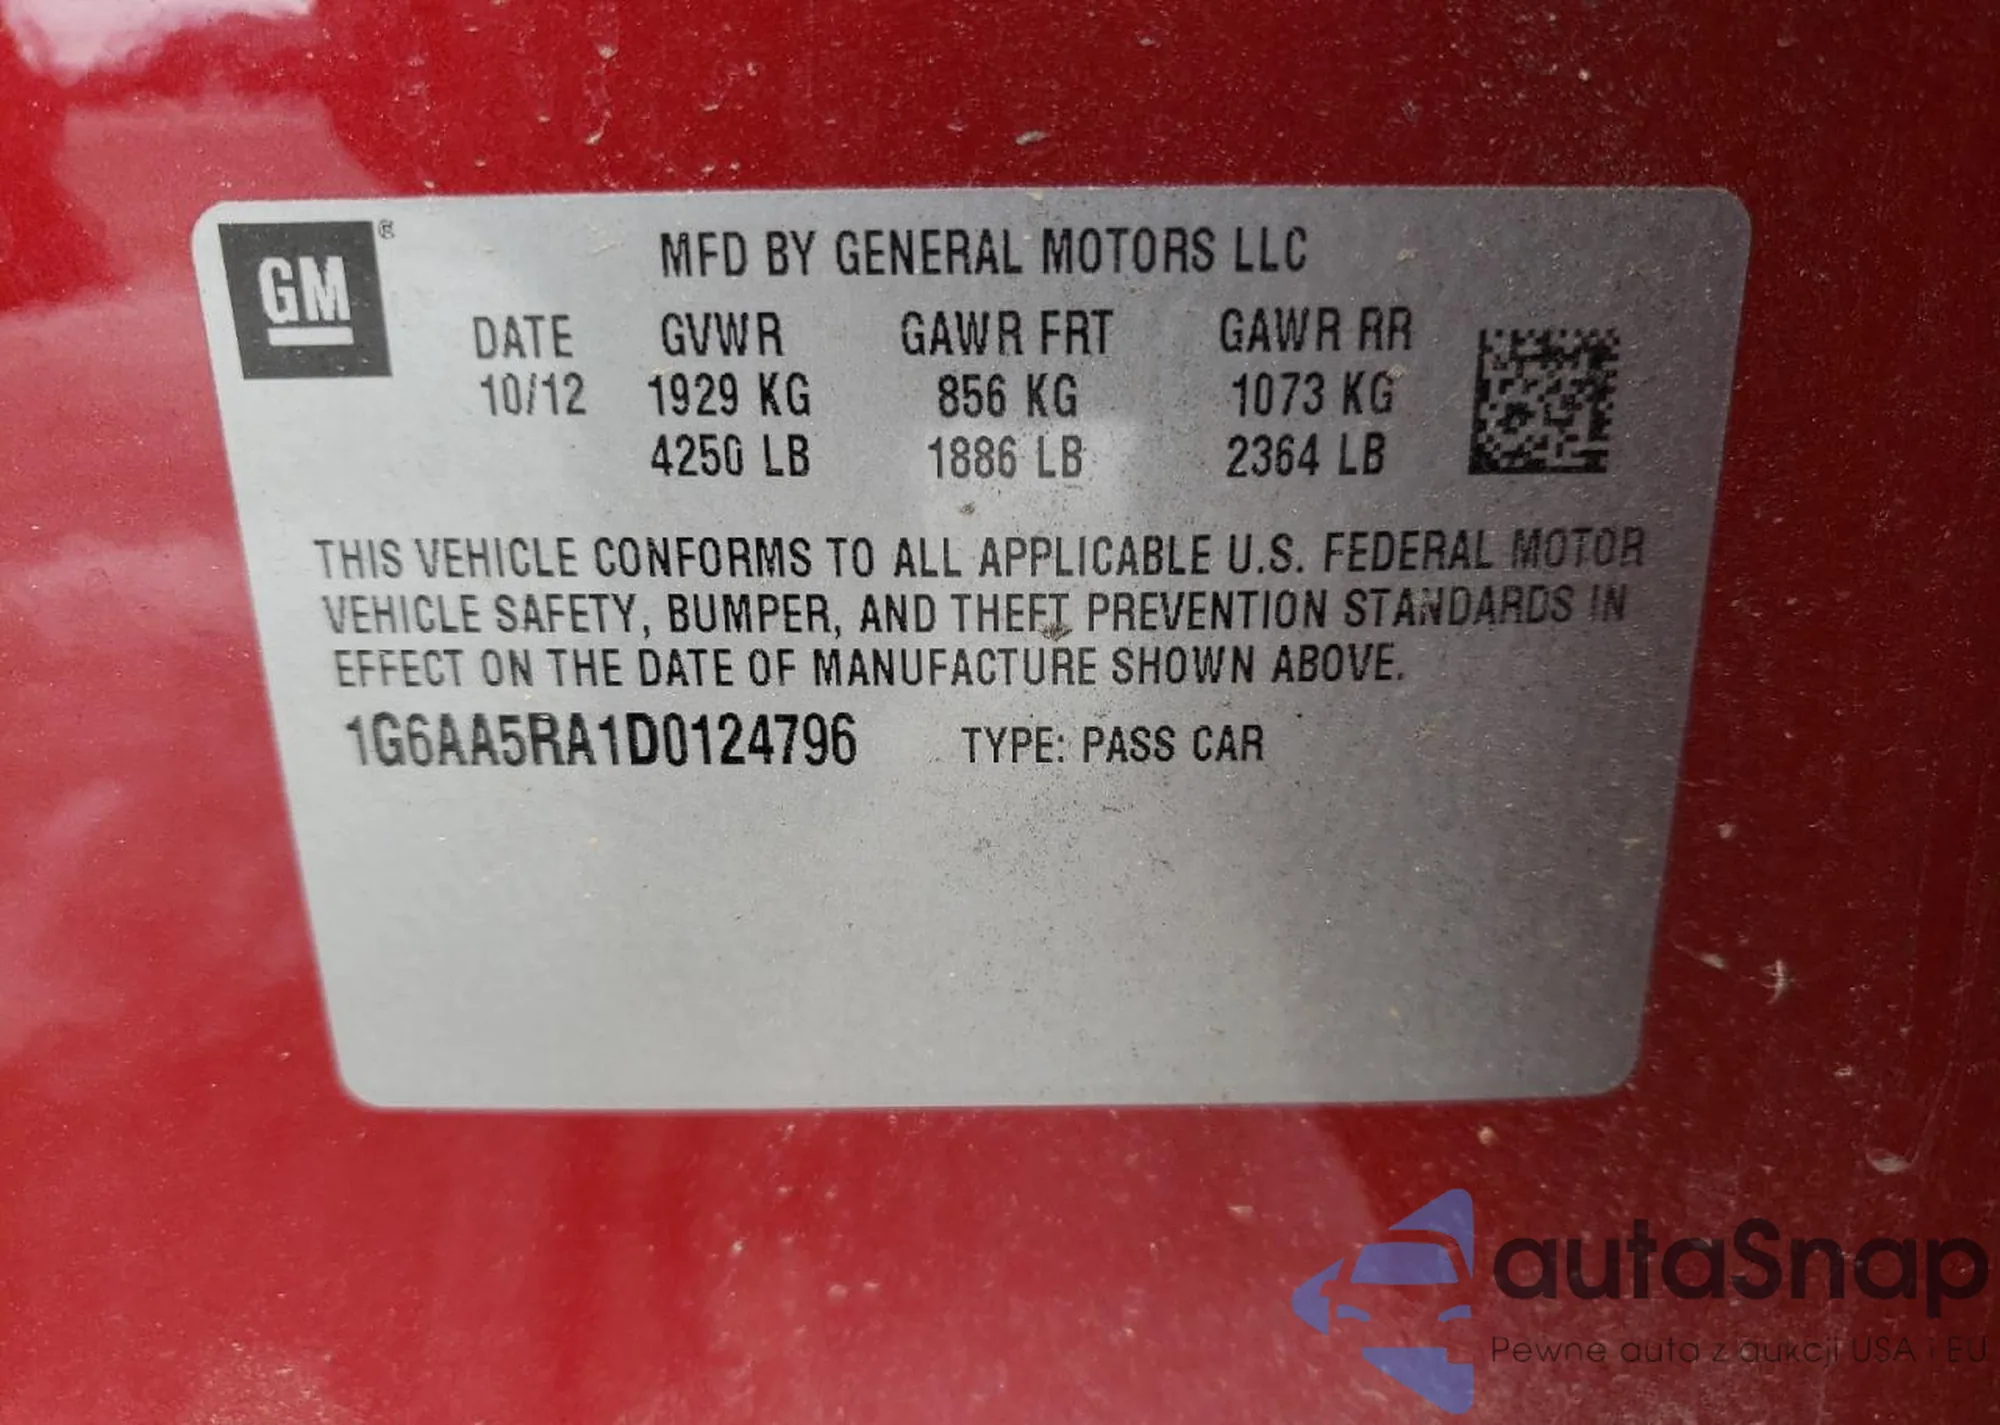 GM ®
MFD BY GENERAL MOTORS LLC
DATE GVWR GAWR FRT GAWR RR
10/12 1929 KG 856 KG 1073 KG
4250 LB 1886 LB 2364 LB
THIS VEHICLE CONFORMS TO ALL APPLICABLE U.S. FEDERAL MOTOR
VEHICLE SAFETY, BUMPER, AND THEFT PREVENTION STANDARDS IN
EFFECT ON THE DATE OF MANUFACTURE SHOWN ABOVE.
1G6AA5RA1D0124796 TYPE: PASS CAR
autaSnap
Pewne auta z aukcji USA i EU